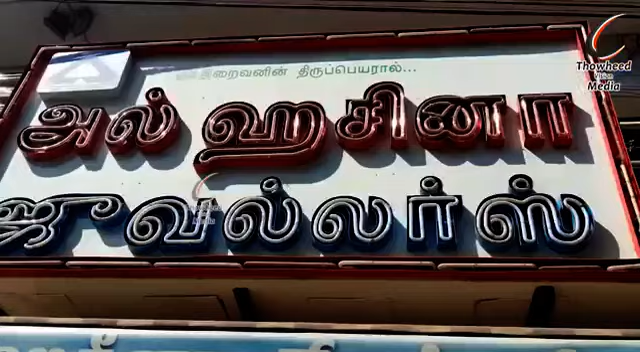 இறைவனின் திருப்பெயரால்...
Thowheed
Vision
Media
அல் ஹசினா
ஜுவல்லர்ஸ்